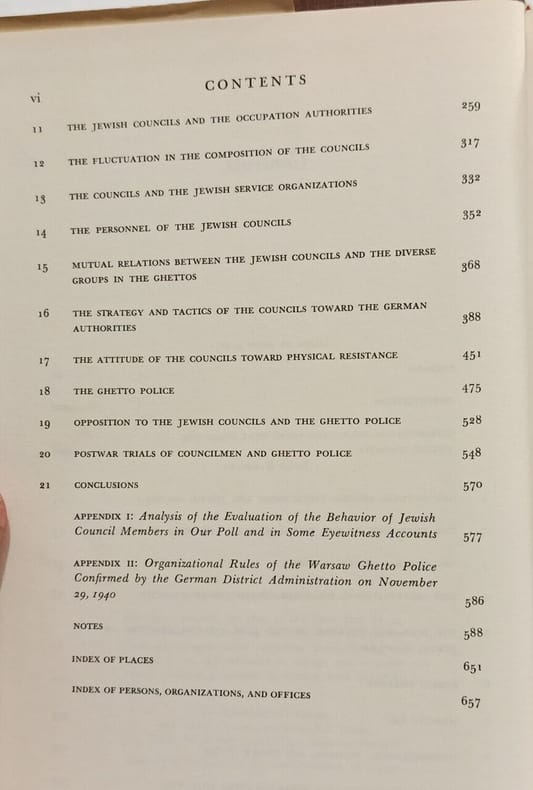 vi
CONTENTS
11 THE JEWISH COUNCILS AND THE OCCUPATION AUTHORITIES 259
12 THE FLUCTUATION IN THE COMPOSITION OF THE COUNCILS 317
13 THE COUNCILS AND THE JEWISH SERVICE ORGANIZATIONS 332
14 THE PERSONNEL OF THE JEWISH COUNCILS 352
15 MUTUAL RELATIONS BETWEEN THE JEWISH COUNCILS AND THE DIVERSE
GROUPS IN THE GHETTOS 368
16 THE STRATEGY AND TACTICS OF THE COUNCILS TOWARD THE GERMAN
AUTHORITIES 388
17 THE ATTITUDE OF THE COUNCILS TOWARD PHYSICAL RESISTANCE 451
18 THE GHETTO POLICE 475
19 OPPOSITION TO THE JEWISH COUNCILS AND THE GHETTO POLICE 528
20 POSTWAR TRIALS OF COUNCILMEN AND GHETTO POLICE 548
21 CONCLUSIONS 570
APPENDIX I: Analysis of the Evaluation of the Behavior of Jewish
Council Members in Our Poll and in Some Eyewitness Accounts 577
APPENDIX II: Organizational Rules of the Warsaw Ghetto Police
Confirmed by the German District Administration on November
29, 1940 586
NOTES 588
INDEX OF PLACES 651
INDEX OF PERSONS, ORGANIZATIONS, AND OFFICES 657